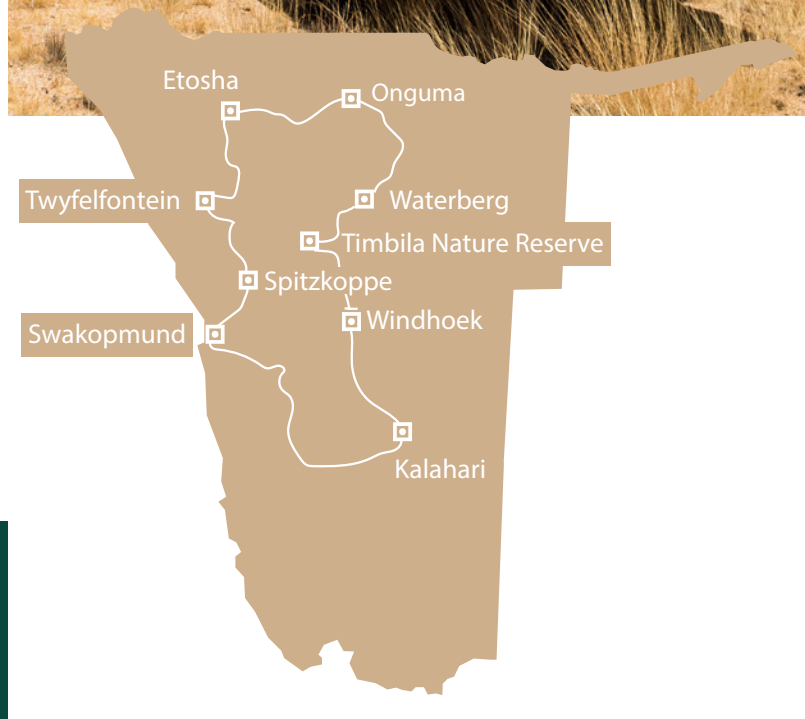 Etosha
Onguma
Twyfelfontein
Waterberg
Timbila Nature Reserve
Spitzkoppe
Windhoek
Swakopmund
Kalahari